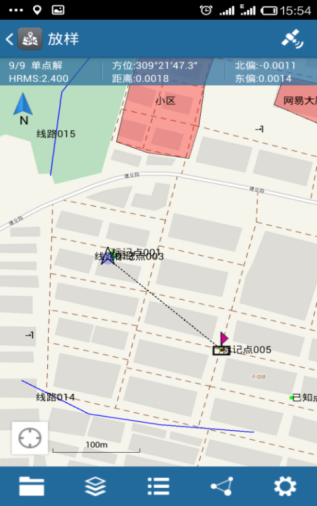 15:54
放样
9/9 单点解 方位:309°21'47.3" 北偏:-0.0011
HRMS:2.400 距离:0.0018 东偏:0.0014
小区
网易大厦
N
线路015
标记点001
点003
记点005
线路014
已知点
100m